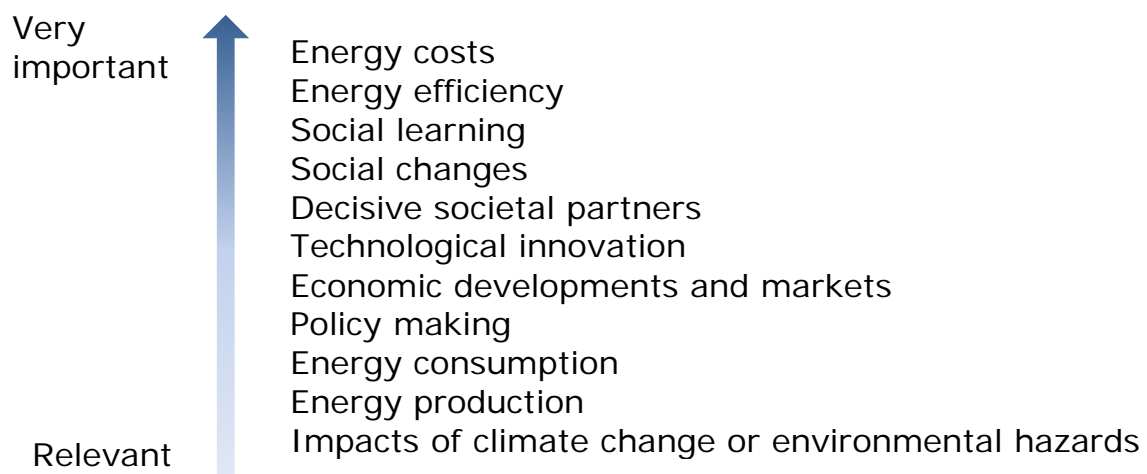 Very
important
Energy costs
Energy efficiency
Social learning
Social changes
Decisive societal partners
Technological innovation
Economic developments and markets
Policy making
Energy consumption
Energy production
Impacts of climate change or environmental hazards
Relevant